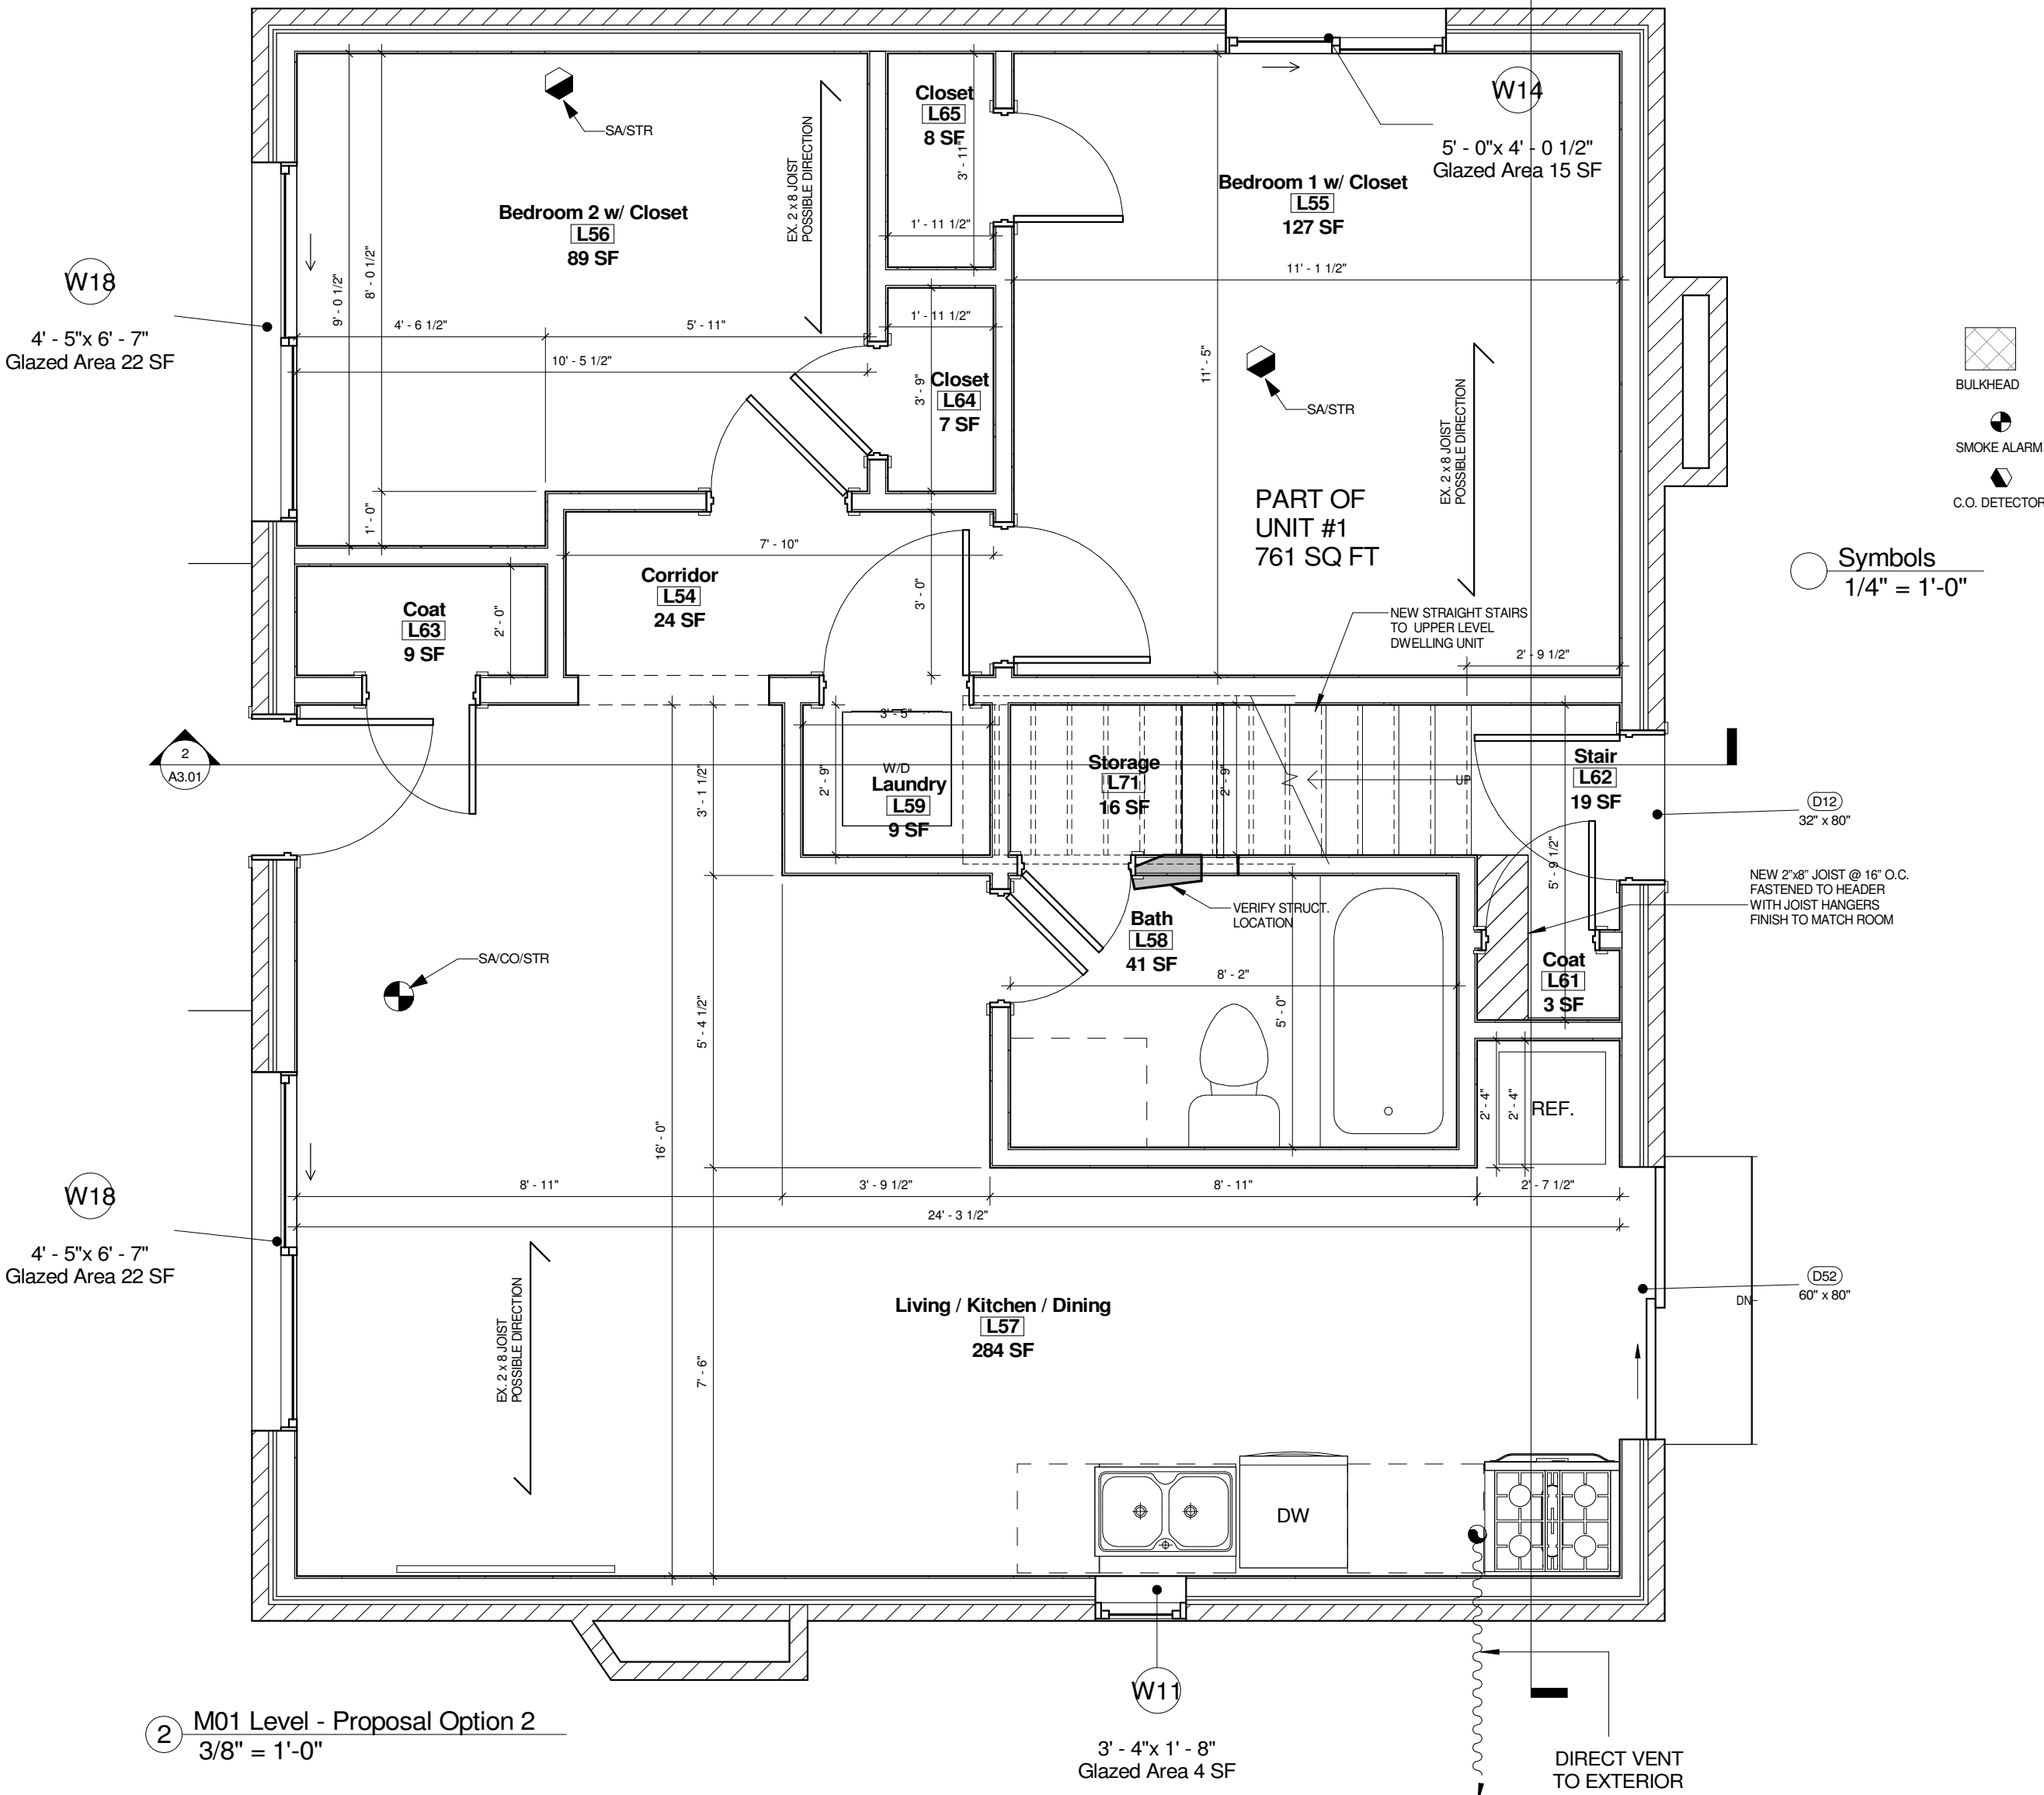 Closet
L65
8 SF
3' - 11"
1' - 11 1/2"
SA/STR
EX. 2 x 8 JOIST
POSSIBLE DIRECTION
W14
5' - 0"x 4' - 0 1/2"
Glazed Area 15 SF
Bedroom 1 w/ Closet
L55
127 SF
11' - 1 1/2"
Bedroom 2 w/ Closet
L56
89 SF
9' - 0 1/2"
8' - 0 1/2"
W18
4' - 5"x 6' - 7"
Glazed Area 22 SF
4' - 6 1/2"
5' - 11"
10' - 5 1/2"
1' - 11 1/2"
3' - 9"
Closet
L64
7 SF
11' - 5"
SA/STR
EX. 2 x 8 JOIST
POSSIBLE DIRECTION
BULKHEAD
SMOKE ALARM
C.O. DETECTOR
Symbols
1/4" = 1'-0"
PART OF
UNIT #1
761 SQ FT
1' - 0"
7' - 10"
Corridor
L54
24 SF
3' - 0"
Coat
L63
9 SF
2' - 0"
NEW STRAIGHT STAIRS
TO UPPER LEVEL
DWELLING UNIT
2' - 9 1/2"
2
A3.01
3' - 5"
W/D
Laundry
L59
9 SF
2' - 9"
3' - 1 1/2"
Storage
L71
16 SF
2' - 9"
UP
Stair
L62
19 SF
D12
32" x 80"
5' - 9 1/2"
NEW 2"x8" JOIST @ 16" O.C.
FASTENED TO HEADER
WITH JOIST HANGERS
FINISH TO MATCH ROOM
VERIFY STRUCT.
LOCATION
Bath
L58
41 SF
8' - 2"
5' - 0"
Coat
L61
3 SF
SA/CO/STR
5' - 4 1/2"
16' - 0"
2' - 4"
2' - 4"
REF.
W18
4' - 5"x 6' - 7"
Glazed Area 22 SF
8' - 11"
3' - 9 1/2"
8' - 11"
2' - 7 1/2"
24' - 3 1/2"
EX. 2 x 8 JOIST
POSSIBLE DIRECTION
Living / Kitchen / Dining
L57
284 SF
7' - 6"
D52
60" x 80"
DN
DW
W11
3' - 4"x 1' - 8"
Glazed Area 4 SF
DIRECT VENT
TO EXTERIOR
2
M01 Level - Proposal Option 2
3/8" = 1'-0"